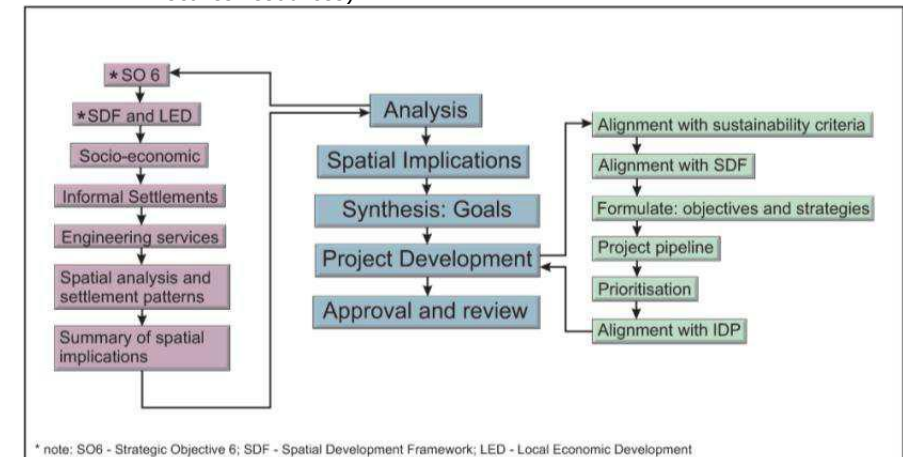 * SO 6
* SDF and LED
Socio-economic
Informal Settlements
Engineering services
Spatial analysis and
settlement patterns
Summary of spatial
implications
Analysis
Spatial Implications
Synthesis: Goals
Project Development
Approval and review
Alignment with sustainability criteria
Alignment with SDF
Formulate: objectives and strategies
Project pipeline
Prioritisation
Alignment with IDP
* note: SO6 - Strategic Objective 6; SDF - Spatial Development Framework; LED - Local Economic Development